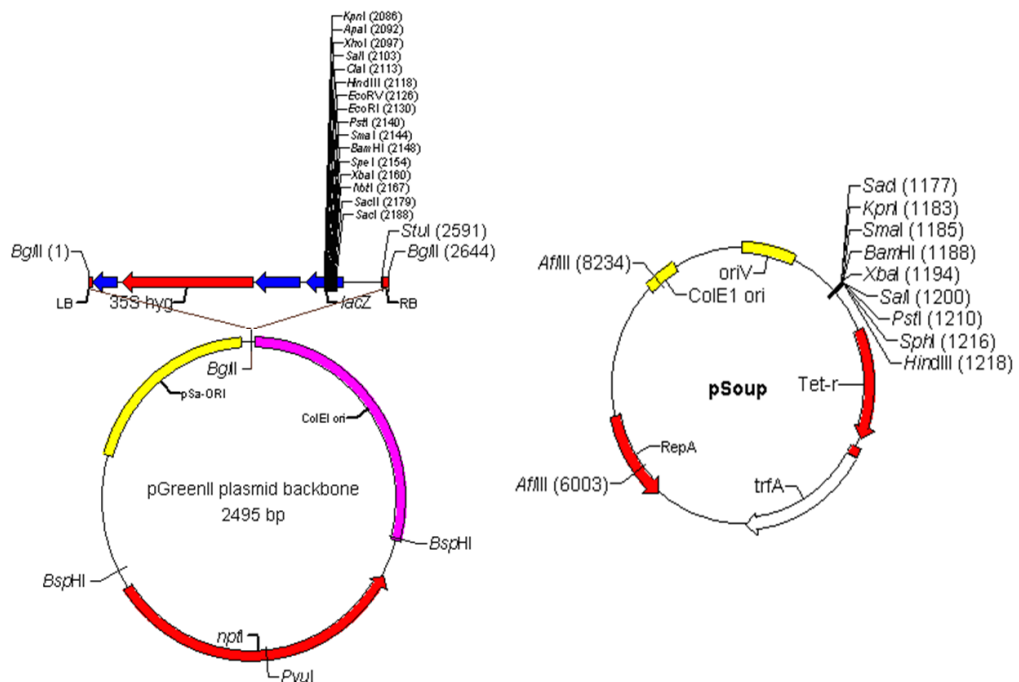 KpnI (2086)
ApaI (2092)
XhoI (2097)
SalI (2103)
ClaI (2113)
HindIII (2118)
EcoRV (2126)
EcoRI (2130)
PstI (2140)
SmaI (2144)
BamHI (2148)
SpeI (2154)
XbaI (2160)
NotI (2167)
SacII (2179)
SacI (2188)
StuI (2591)
BglII (1)
BglII (2644)
LB
35S hyg
lacZ
RB
BglII
pSa-ORI
ColEI ori
pGreenII plasmid backbone
2495 bp
BspHI
BspHI
nptI
PvuI
SacI (1177)
KpnI (1183)
SmaI (1185)
BamHI (1188)
XbaI (1194)
SalI (1200)
PstI (1210)
SphI (1216)
HindIII (1218)
AflIII (8234)
oriV
ColE1 ori
pSoup
Tet-r
RepA
AflIII (6003)
trfA